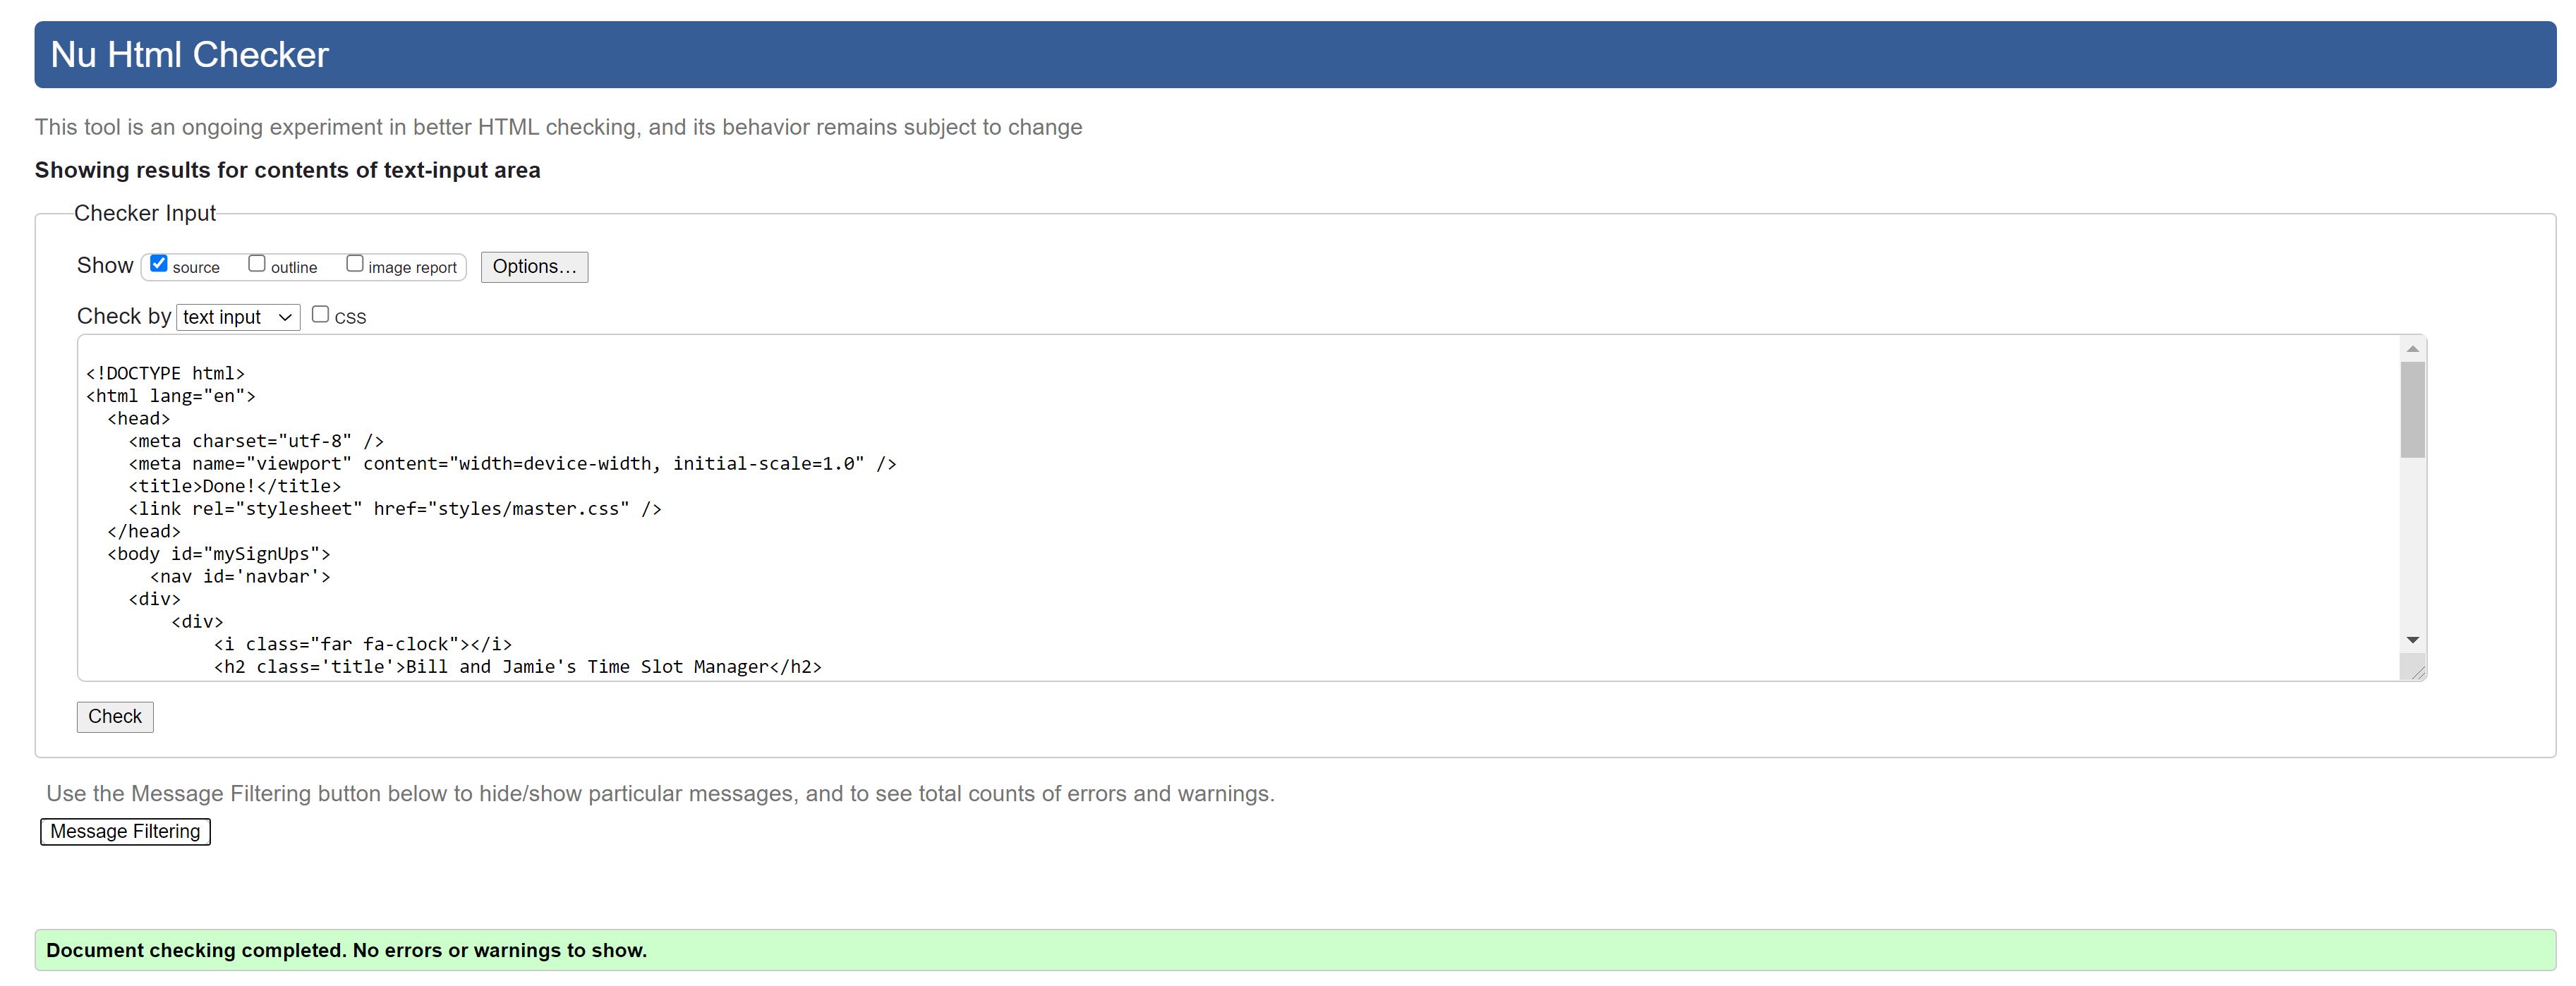 Nu Html Checker
This tool is an ongoing experiment in better HTML checking, and its behavior remains subject to change
Showing results for contents of text-input area
Checker Input
Show source outline image report Options...
Check by text input CSS
<!DOCTYPE html>
<html lang="en">
  <head>
    <meta charset="utf-8" />
    <meta name="viewport" content="width=device-width, initial-scale=1.0" />
    <title>Done!</title>
    <link rel="stylesheet" href="styles/master.css" />
  </head>
  <body id="mySignUps">
      <nav id='navbar'>
    <div>
        <div>
            <i class="far fa-clock"></i>
            <h2 class='title'>Bill and Jamie's Time Slot Manager</h2>
Check
Use the Message Filtering button below to hide/show particular messages, and to see total counts of errors and warnings.
Message Filtering
Document checking completed. No errors or warnings to show.